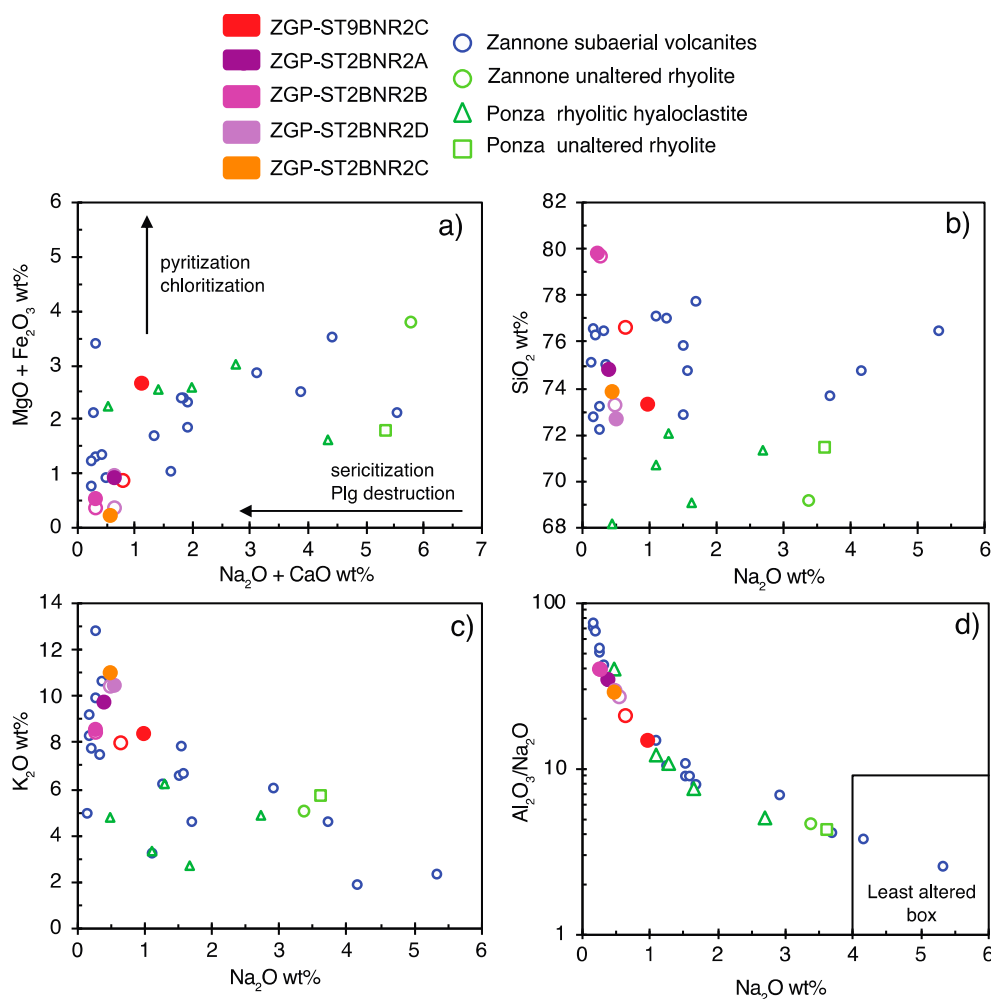 ZGP-ST9BNR2C
ZGP-ST2BNR2A
ZGP-ST2BNR2B
ZGP-ST2BNR2D
ZGP-ST2BNR2C
Zannone subaerial volcanites
Zannone unaltered rhyolite
Ponza rhyolitic hyaloclastite
Ponza unaltered rhyolite
a)
6
5
4
3
2
1
0
MgO + Fe₂O₃ wt%
pyritization
chloritization
sericitization
Plg destruction
0 1 2 3 4 5 6 7
Na₂O + CaO wt%
b)
82
80
78
76
74
72
70
68
SiO₂ wt%
0 1 2 3 4 5 6
Na₂O wt%
c)
14
12
10
8
6
4
2
0
K₂O wt%
0 1 2 3 4 5 6
Na₂O wt%
d)
100
10
1
Al₂O₃/Na₂O
Least altered
box
0 1 2 3 4 5 6
Na₂O wt%